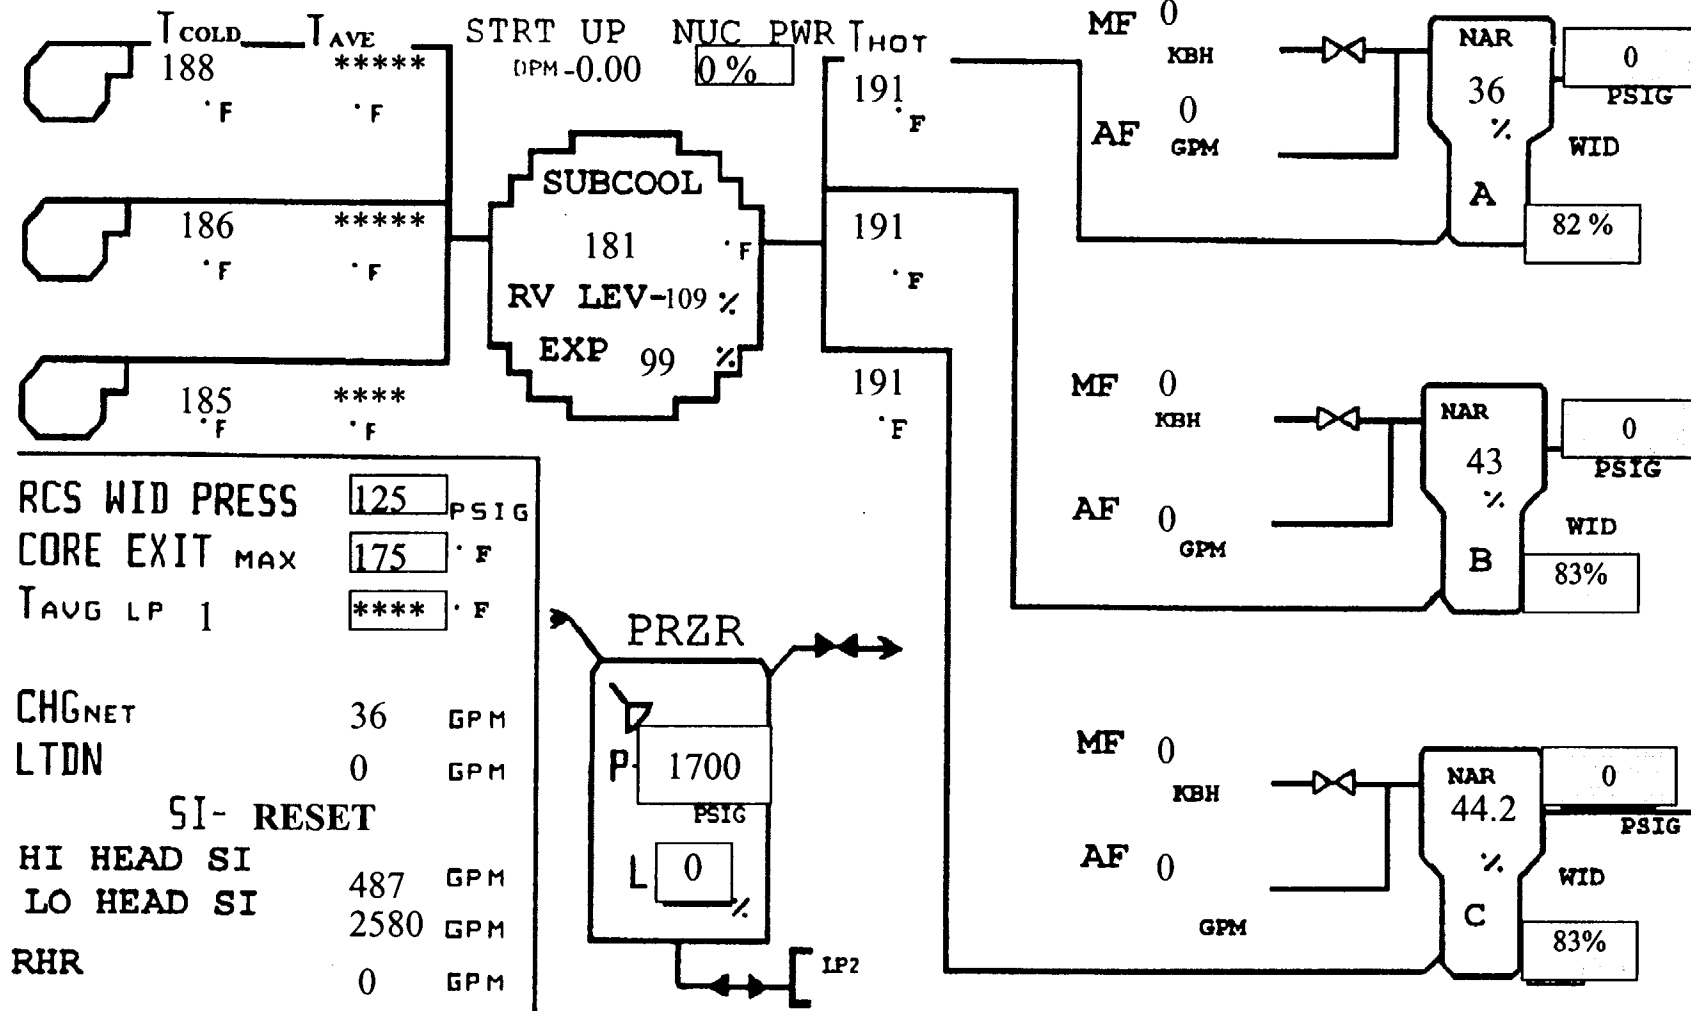 TCOLD TAVE STRT UP NUC PWR THOT
188 ***** DPM -0.00 0 % 191
°F °F °F
186 ***** 191
°F °F °F
185 **** 191
°F °F °F
SUBCOOL
181 °F
RV LEV-109 %
EXP 99 %
RCS WID PRESS 125 PSIG
CORE EXIT MAX 175 °F
TAVG LP 1 **** °F
CHGNET 36 GPM
LTDN 0 GPM
SI- RESET
HI HEAD SI 487 GPM
LO HEAD SI 2580 GPM
RHR 0 GPM
PRZR
P 1700
PSIG
L 0
%
LP2
MF 0
KBH
AF 0
GPM
NAR
36
%
A
0
PSIG
WID
82 %
MF 0
KBH
AF 0
GPM
NAR
43
%
B
0
PSIG
WID
83%
MF 0
KBH
AF 0
GPM
NAR
44.2
%
C
0
PSIG
WID
83%